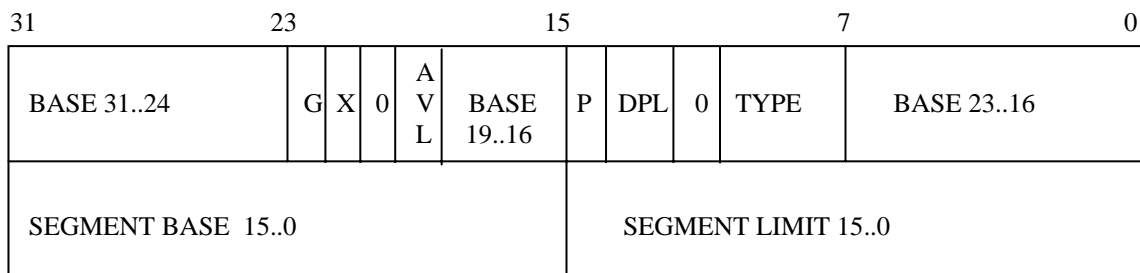 31 23 15 7 0
BASE 31..24 G X 0 AVL BASE 19..16 P DPL 0 TYPE BASE 23..16
SEGMENT BASE 15..0 SEGMENT LIMIT 15..0